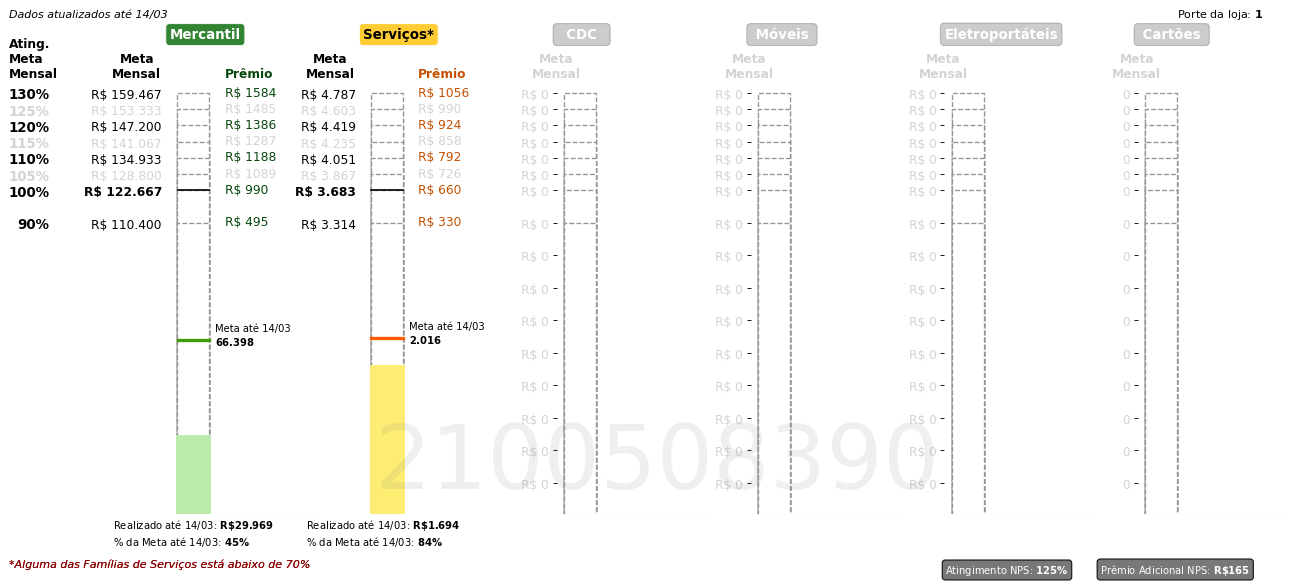 Dados atualizados até 14/03
Porte da loja: 1
Mercantil
Serviços*
CDC
Móveis
Eletroportáteis
Cartões
Ating. Meta Mensal
Meta Mensal
Prêmio
Meta Mensal
Prêmio
Meta Mensal
Meta Mensal
Meta Mensal
Meta Mensal
130% R$ 159.467 R$ 1584 R$ 4.787 R$ 1056 R$ 0 R$ 0 R$ 0 0
125% R$ 153.333 R$ 1485 R$ 4.603 R$ 990 R$ 0 R$ 0 R$ 0 0
120% R$ 147.200 R$ 1386 R$ 4.419 R$ 924 R$ 0 R$ 0 R$ 0 0
115% R$ 141.067 R$ 1287 R$ 4.235 R$ 858 R$ 0 R$ 0 R$ 0 0
110% R$ 134.933 R$ 1188 R$ 4.051 R$ 792 R$ 0 R$ 0 R$ 0 0
105% R$ 128.800 R$ 1089 R$ 3.867 R$ 726 R$ 0 R$ 0 R$ 0 0
100% R$ 122.667 R$ 990 R$ 3.683 R$ 660 R$ 0 R$ 0 R$ 0 0
90% R$ 110.400 R$ 495 R$ 3.314 R$ 330 R$ 0 R$ 0 R$ 0 0
R$ 0 R$ 0 R$ 0 0
R$ 0 R$ 0 R$ 0 0
R$ 0 R$ 0 R$ 0 0
Meta até 14/03
66.398
Meta até 14/03
2.016
R$ 0 R$ 0 R$ 0 0
R$ 0 R$ 0 R$ 0 0
R$ 0 R$ 0 R$ 0 0
R$ 0 R$ 0 R$ 0 0
R$ 0 R$ 0 R$ 0 0
2100508390
Realizado até 14/03: R$29.969
% da Meta até 14/03: 45%
Realizado até 14/03: R$1.694
% da Meta até 14/03: 84%
*Alguma das Famílias de Serviços está abaixo de 70%
Atingimento NPS: 125%
Prêmio Adicional NPS: R$165